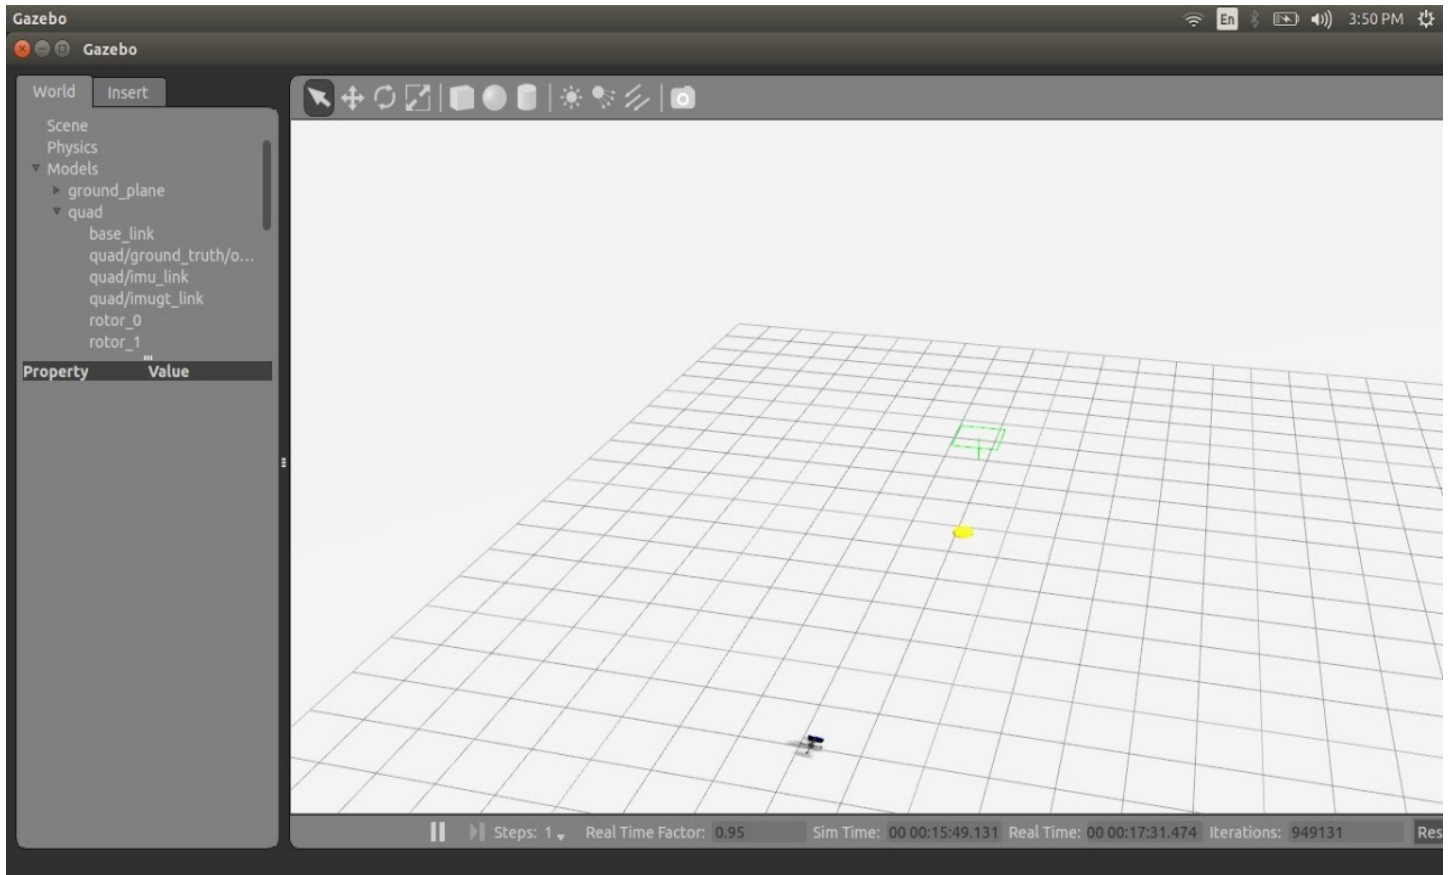 Gazebo
En
3:50 PM
Gazebo
World Insert
Scene
Physics
Models
ground_plane
quad
base_link
quad/ground_truth/o...
quad/imu_link
quad/imugt_link
rotor_0
rotor_1
Property Value
Steps: 1 Real Time Factor: 0.95 Sim Time: 00 00:15:49.131 Real Time: 00 00:17:31.474 Iterations: 949131 Res